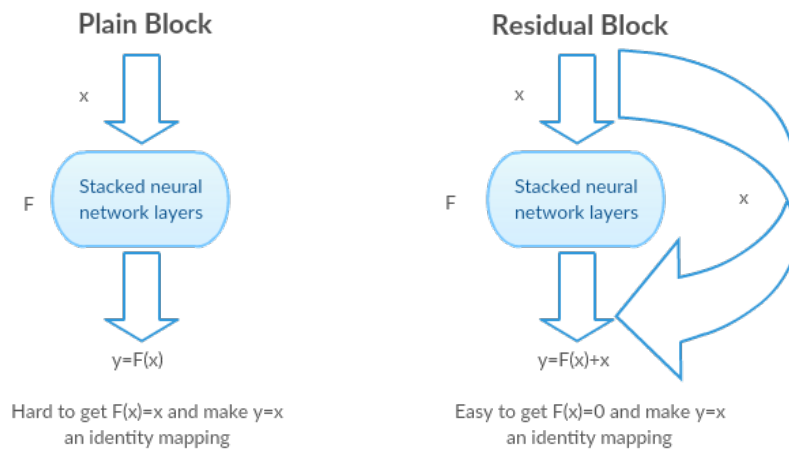 Plain Block
x
F
Stacked neural
network layers
y=F(x)
Hard to get F(x)=x and make y=x
an identity mapping
Residual Block
x
F
Stacked neural
network layers
x
y=F(x)+x
Easy to get F(x)=0 and make y=x
an identity mapping